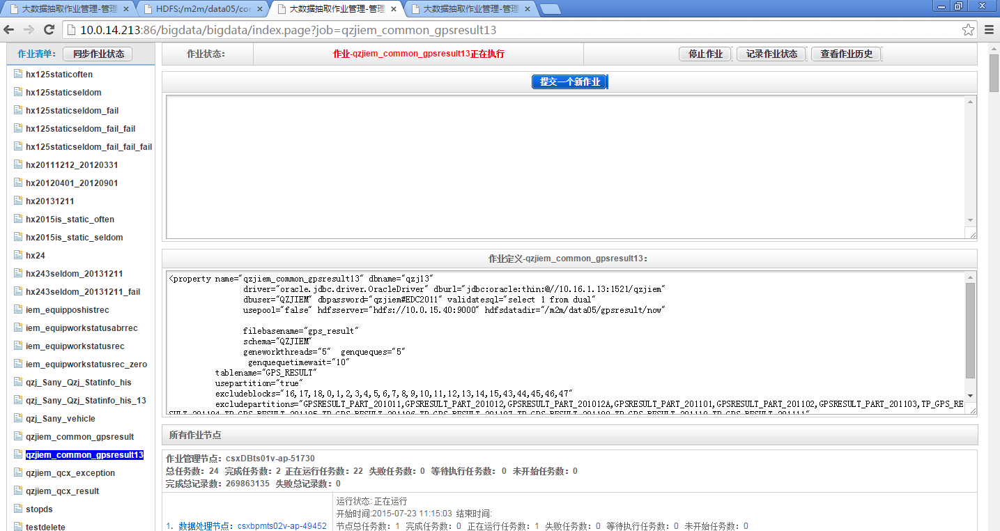 大数据抽取作业管理-管理
HDFS:/m2m/data05/cor
大数据抽取作业管理-管理
大数据抽取作业管理-管理
10.0.14.213:86/bigdata/bigdata/index.page?job=qzjiem_common_gpsresult13
作业清单： 同步作业状态
hx125staticoften
hx125staticseldom
hx125staticseldom_fail
hx125staticseldom_fail_fail
hx125staticseldom_fail_fail_fail
hx20111212_20120331
hx20120401_20120901
hx20131211
hx2015is_static_often
hx2015is_static_seldom
hx24
hx243seldom_20131211
hx243seldom_20131211_fail
iem_equipposhistrec
iem_equipworkstatusabrrec
iem_equipworkstatusrec
iem_equipworkstatusrec_zero
qzj_Sany_Qzj_Statinfo_his
qzj_Sany_Qzj_Statinfo_his_13
qzj_Sany_vehicle
qzjiem_common_gpsresult
qzjiem_common_gpsresult13
qzjiem_qcx_exception
qzjiem_qcx_result
stopds
testdelete
作业状态： 作业-qzjiem_common_gpsresult13正在执行 停止作业 记录作业状态 查看作业历史
提交一个新作业
作业定义-qzjiem_common_gpsresult13：
<property name="qzjiem_common_gpsresult13" dbname="qzj13"
driver="oracle.jdbc.driver.OracleDriver" dburl="jdbc:oracle:thin:@//10.16.1.13:1521/qzjiem"
dbuser="QZJIEM" dbpassword="qzjiem#EDC2011" validatesql="select 1 from dual"
usepool="false" hdfsserver="hdfs://10.0.15.40:9000" hdfsdatadir="/m2m/data05/gpsresult/now"
filebasename="gps_result"
schema="QZJIEM"
geneworkthreads="5" genqueques="5"
genquequetimewait="10"
tablename="GPS_RESULT"
usepartition="true"
excludeblocks="16,17,18,0,1,2,3,4,5,6,7,8,9,10,11,12,13,14,15,43,44,45,46,47"
excludepartitions="GPSRESULT_PART_201011,GPSRESULT_PART_201012,GPSRESULT_PART_201012A,GPSRESULT_PART_201101,GPSRESULT_PART_201102,GPSRESULT_PART_201103,TP_GPS_RE
所有作业节点
作业管理节点：csxDBts01v-ap-51730
总任务数：24 完成任务数：2 正在运行任务数：22 失败任务数：0 等待执行任务数：0 未开始任务数：0
完成总记录数：269863135 失败总记录数：0
1. 数据处理节点：csxbpmts02v-ap-49452
运行状态:正在运行
开始时间:2015-07-23 11:15:03 结束时间:
节点总任务数：1 完成任务数：0 正在运行任务数：1 失败任务数：0 等待执行任务数：0 未开始任务数：0